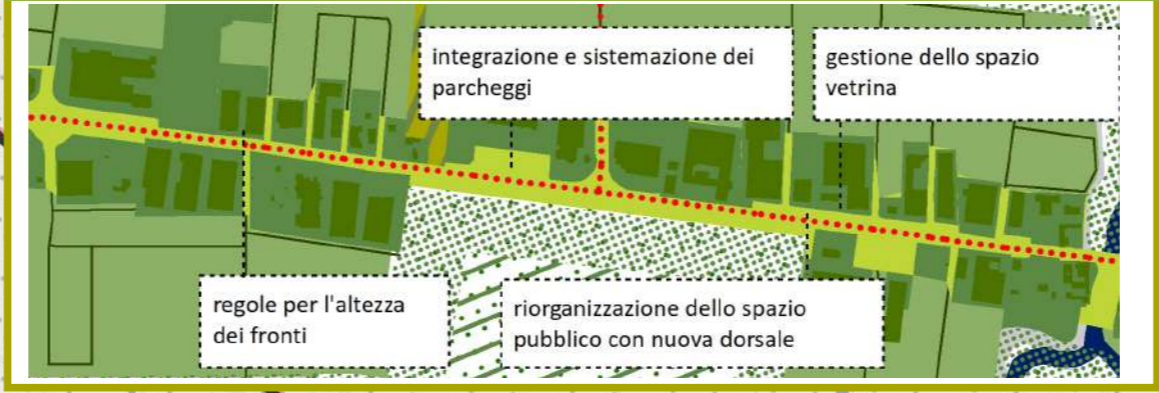 integrazione e sistemazione dei
parcheggi
gestione dello spazio
vetrina
regole per l'altezza
dei fronti
riorganizzazione dello spazio
pubblico con nuova dorsale